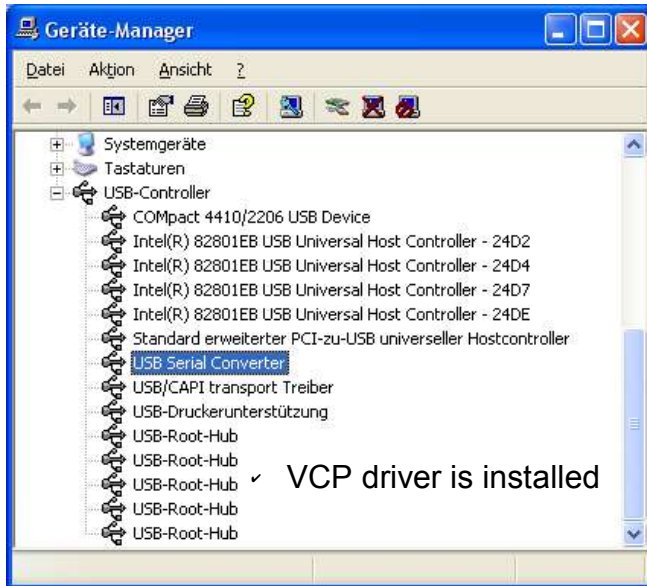 Geräte-Manager
Datei Aktion Ansicht ?
Systemgeräte
Tastaturen
USB-Controller
COMpact 4410/2206 USB Device
Intel(R) 82801EB USB Universal Host Controller - 24D2
Intel(R) 82801EB USB Universal Host Controller - 24D4
Intel(R) 82801EB USB Universal Host Controller - 24D7
Intel(R) 82801EB USB Universal Host Controller - 24DE
Standard erweiterter PCI-zu-USB universeller Hostcontroller
USB Serial Converter
USB/CAPI transport Treiber
USB-Druckerunterstützung
USB-Root-Hub
USB-Root-Hub
USB-Root-Hub ✓ VCP driver is installed
USB-Root-Hub
USB-Root-Hub